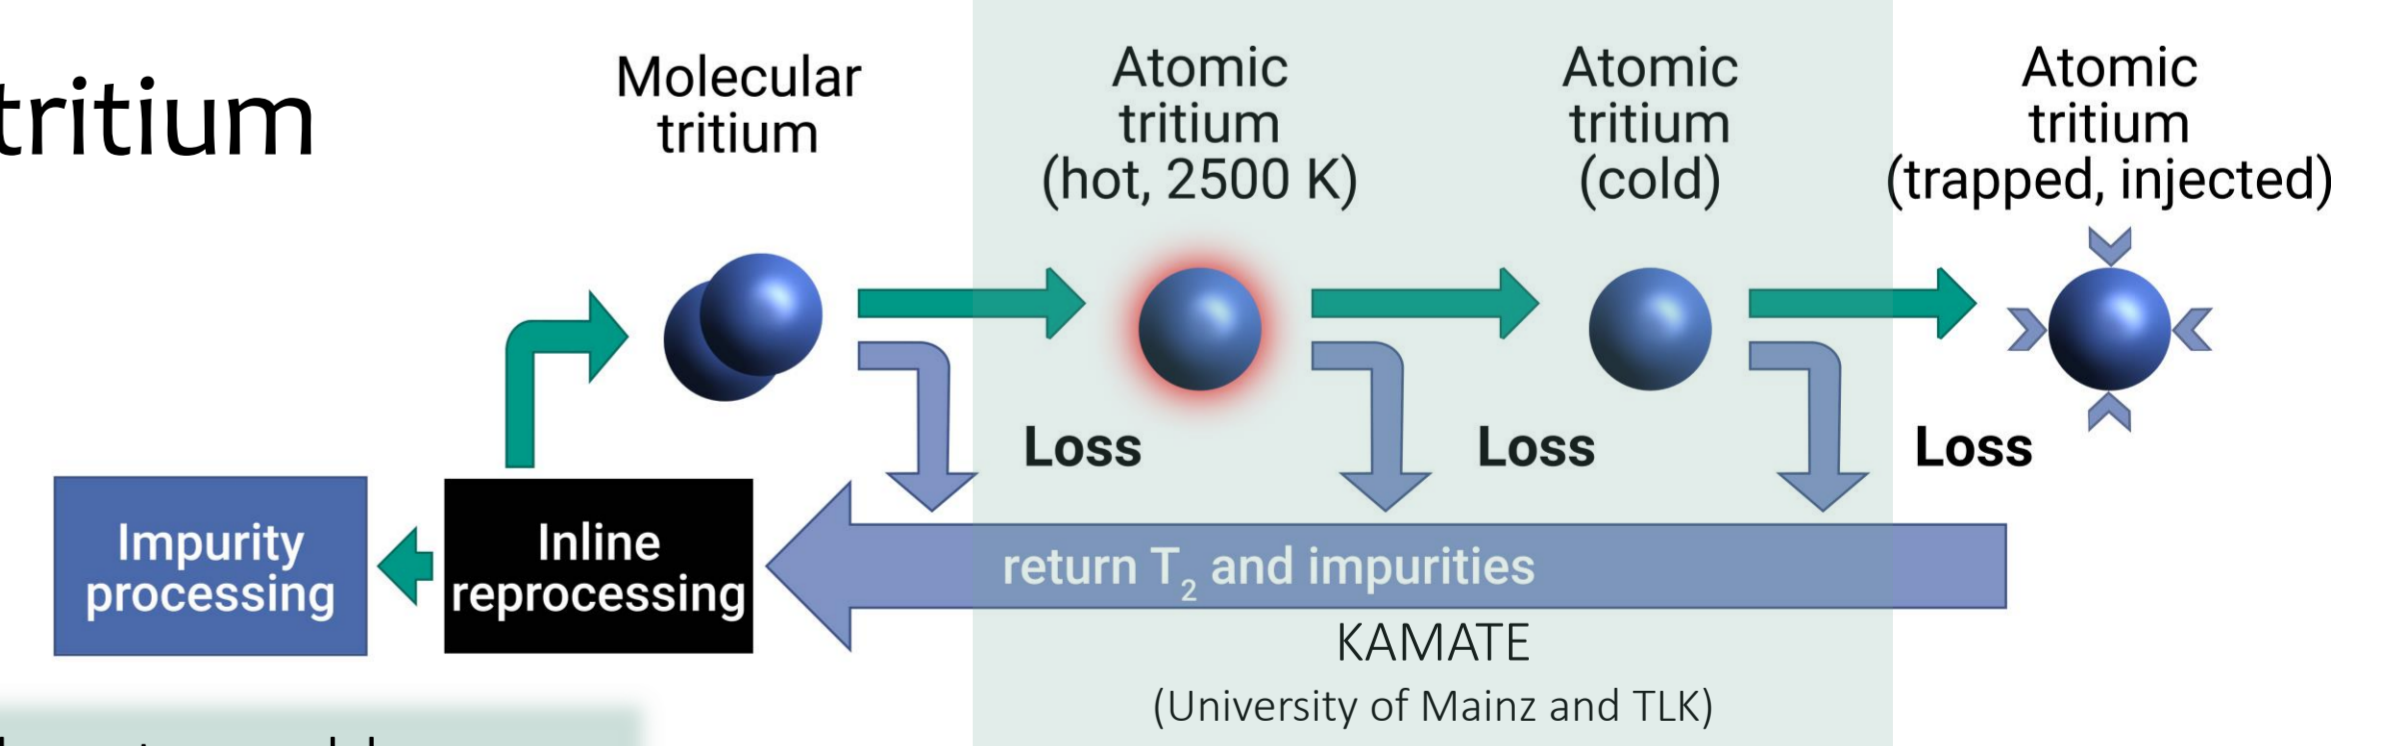 tritium
Molecular
tritium
Atomic
tritium
(hot, 2500 K)
Atomic
tritium
(cold)
Atomic
tritium
(trapped, injected)
Loss
Loss
Loss
Impurity
processing
Inline
reprocessing
return T₂ and impurities
KAMATE
(University of Mainz and TLK)